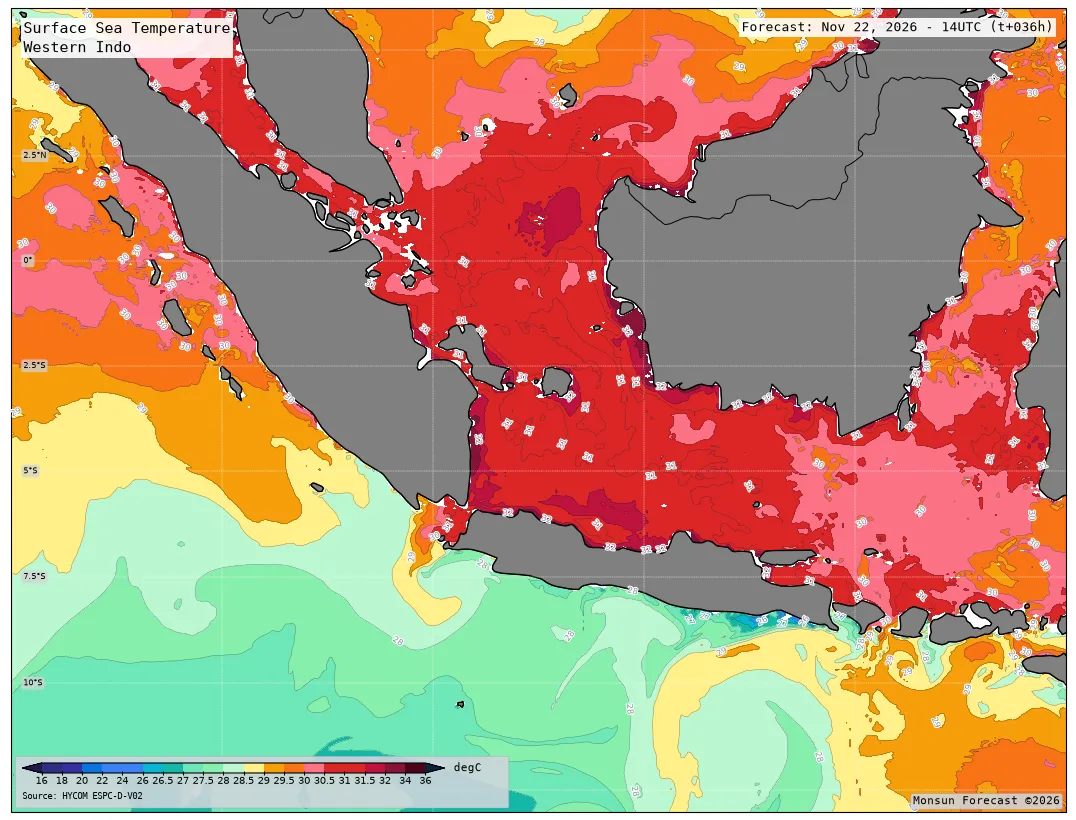 Surface Sea Temperature
Western Indo
Forecast: Nov 22, 2026 - 14UTC (t+036h)
2.5°N
0°
2.5°S
5°S
7.5°S
10°S
degC
16 18 20 22 24 26 26.5 27 27.5 28 28.5 29 29.5 30 30.5 31 31.5 32 34 36
Source: HYCOM ESPC-D-V02
Monsun Forecast ©2026